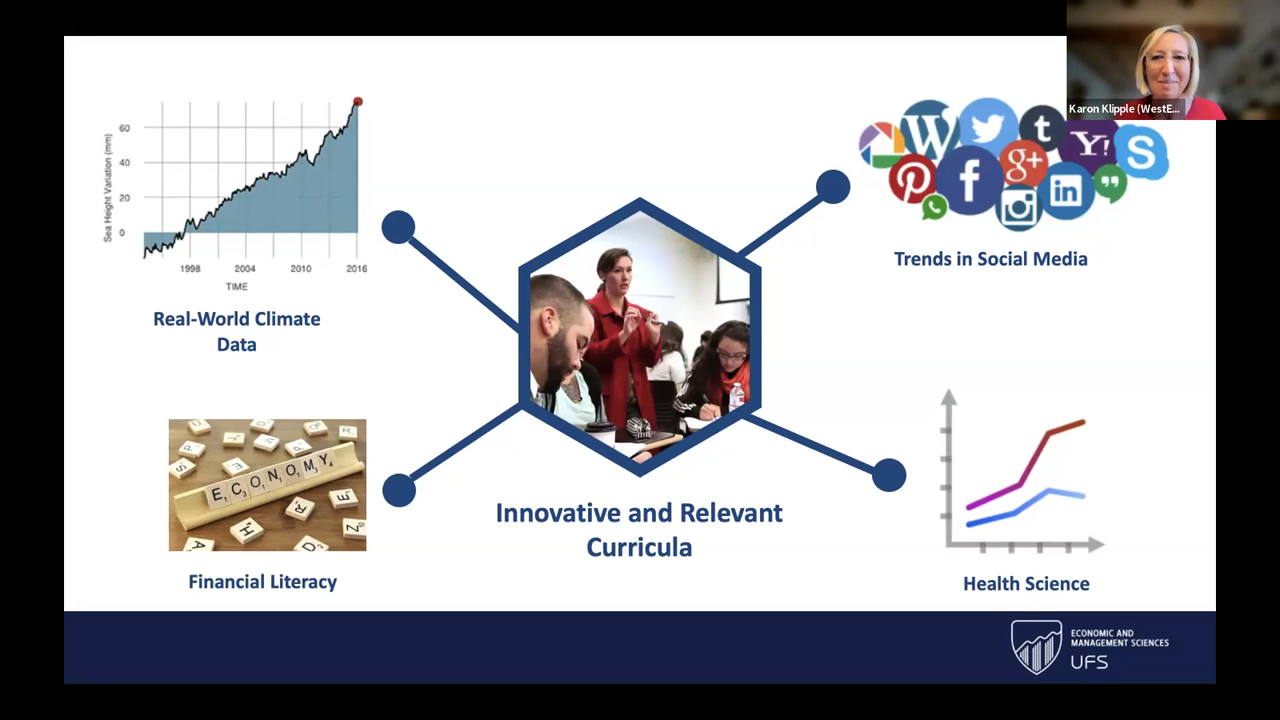 Karon Klipple (WestE...
60
40
20
0
Sea Height Variation (mm)
1998 2004 2010 2016
TIME
Real-World Climate
Data
Trends in Social Media
ECONOMY
Financial Literacy
Innovative and Relevant
Curricula
Health Science
ECONOMIC AND
MANAGEMENT SCIENCES
UFS